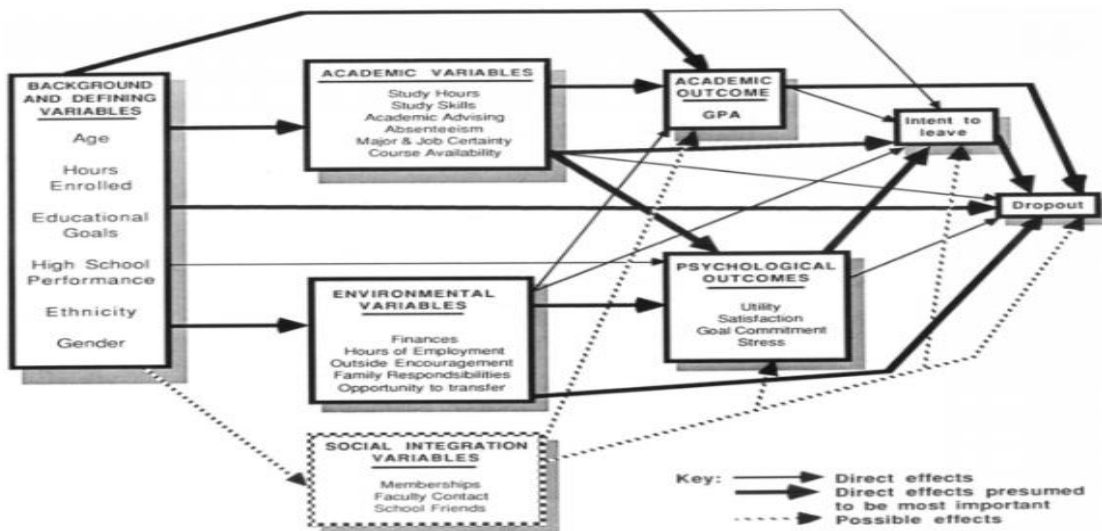 BACKGROUND
AND DEFINING
VARIABLES
Age
Hours
Enrolled
Educational
Goals
High School
Performance
Ethnicity
Gender
ACADEMIC VARIABLES
Study Hours
Study Skills
Academic Advising
Absenteeism
Major & Job Certainty
Course Availability
ENVIRONMENTAL
VARIABLES
Finances
Hours of Employment
Outside Encouragement
Family Respondsibilities
Opportunity to transfer
SOCIAL INTEGRATION
VARIABLES
Memberships
Faculty Contact
School Friends
ACADEMIC
OUTCOME
GPA
PSYCHOLOGICAL
OUTCOMES
Utility
Satisfaction
Goal Commitment
Stress
Intent to
leave
Dropout
Key:
Direct effects
Direct effects presumed
to be most important
Possible effects